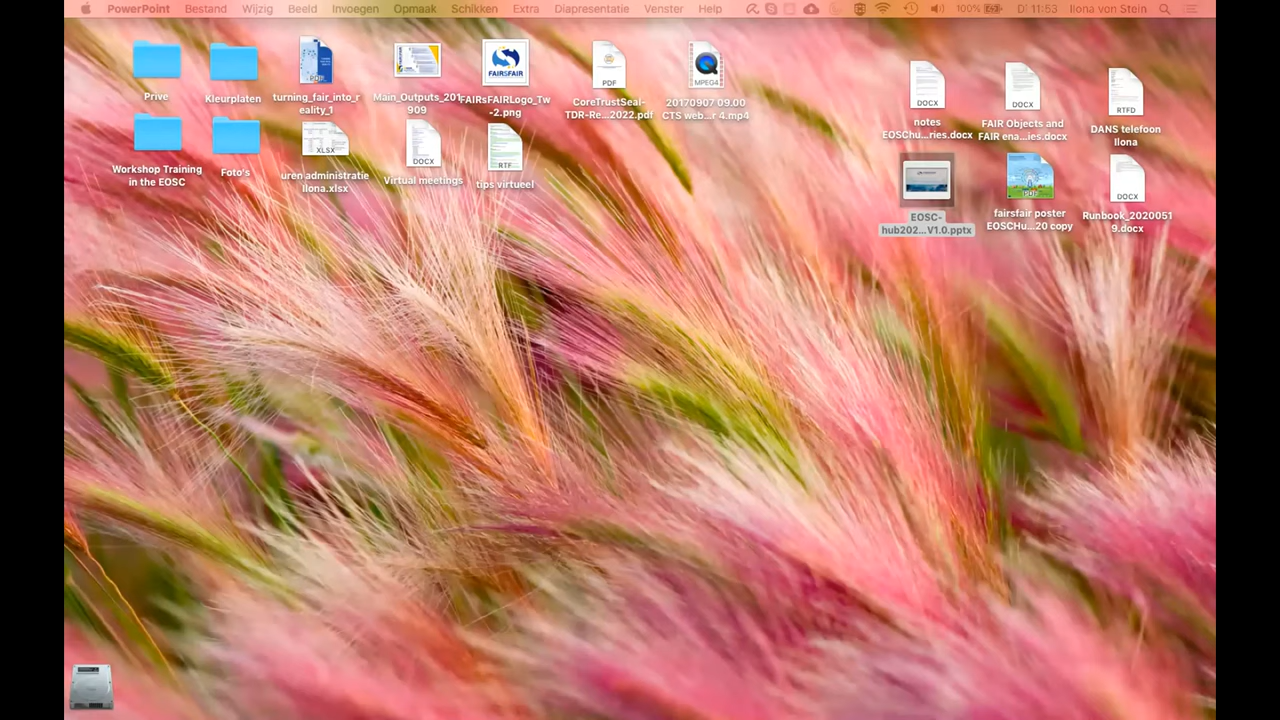 PowerPoint Bestand Wijzig Beeld Invoegen Opmaak Schikken Extra Diapresentatie Venster Help 100% Di 11:53 Ilona von Stein
Prive
Kleurplaten
turning_fair_into_r
eality_1
Main_Outputs_201
909
FAIRSFAIR
FAIRsFAIRLogo_Tw
-2.png
PDF
CoreTrustSeal-
TDR-Re...2022.pdf
MPEG4
20170907 09.00
CTS web...r 4.mp4
DOCX
notes
EOSChu...ries.docx
DOCX
FAIR Objects and
FAIR ena...ies.docx
RTFD
DANS telefoon
Ilona
Workshop Training
in the EOSC
Foto's
XLSX
uren administratie
Ilona.xlsx
DOCX
Virtual meetings
RTF
tips virtueel
EOSC-
hub202...V1.0.pptx
PDF
fairsfair poster
EOSCHu...20 copy
DOCX
Runbook_2020051
9.docx